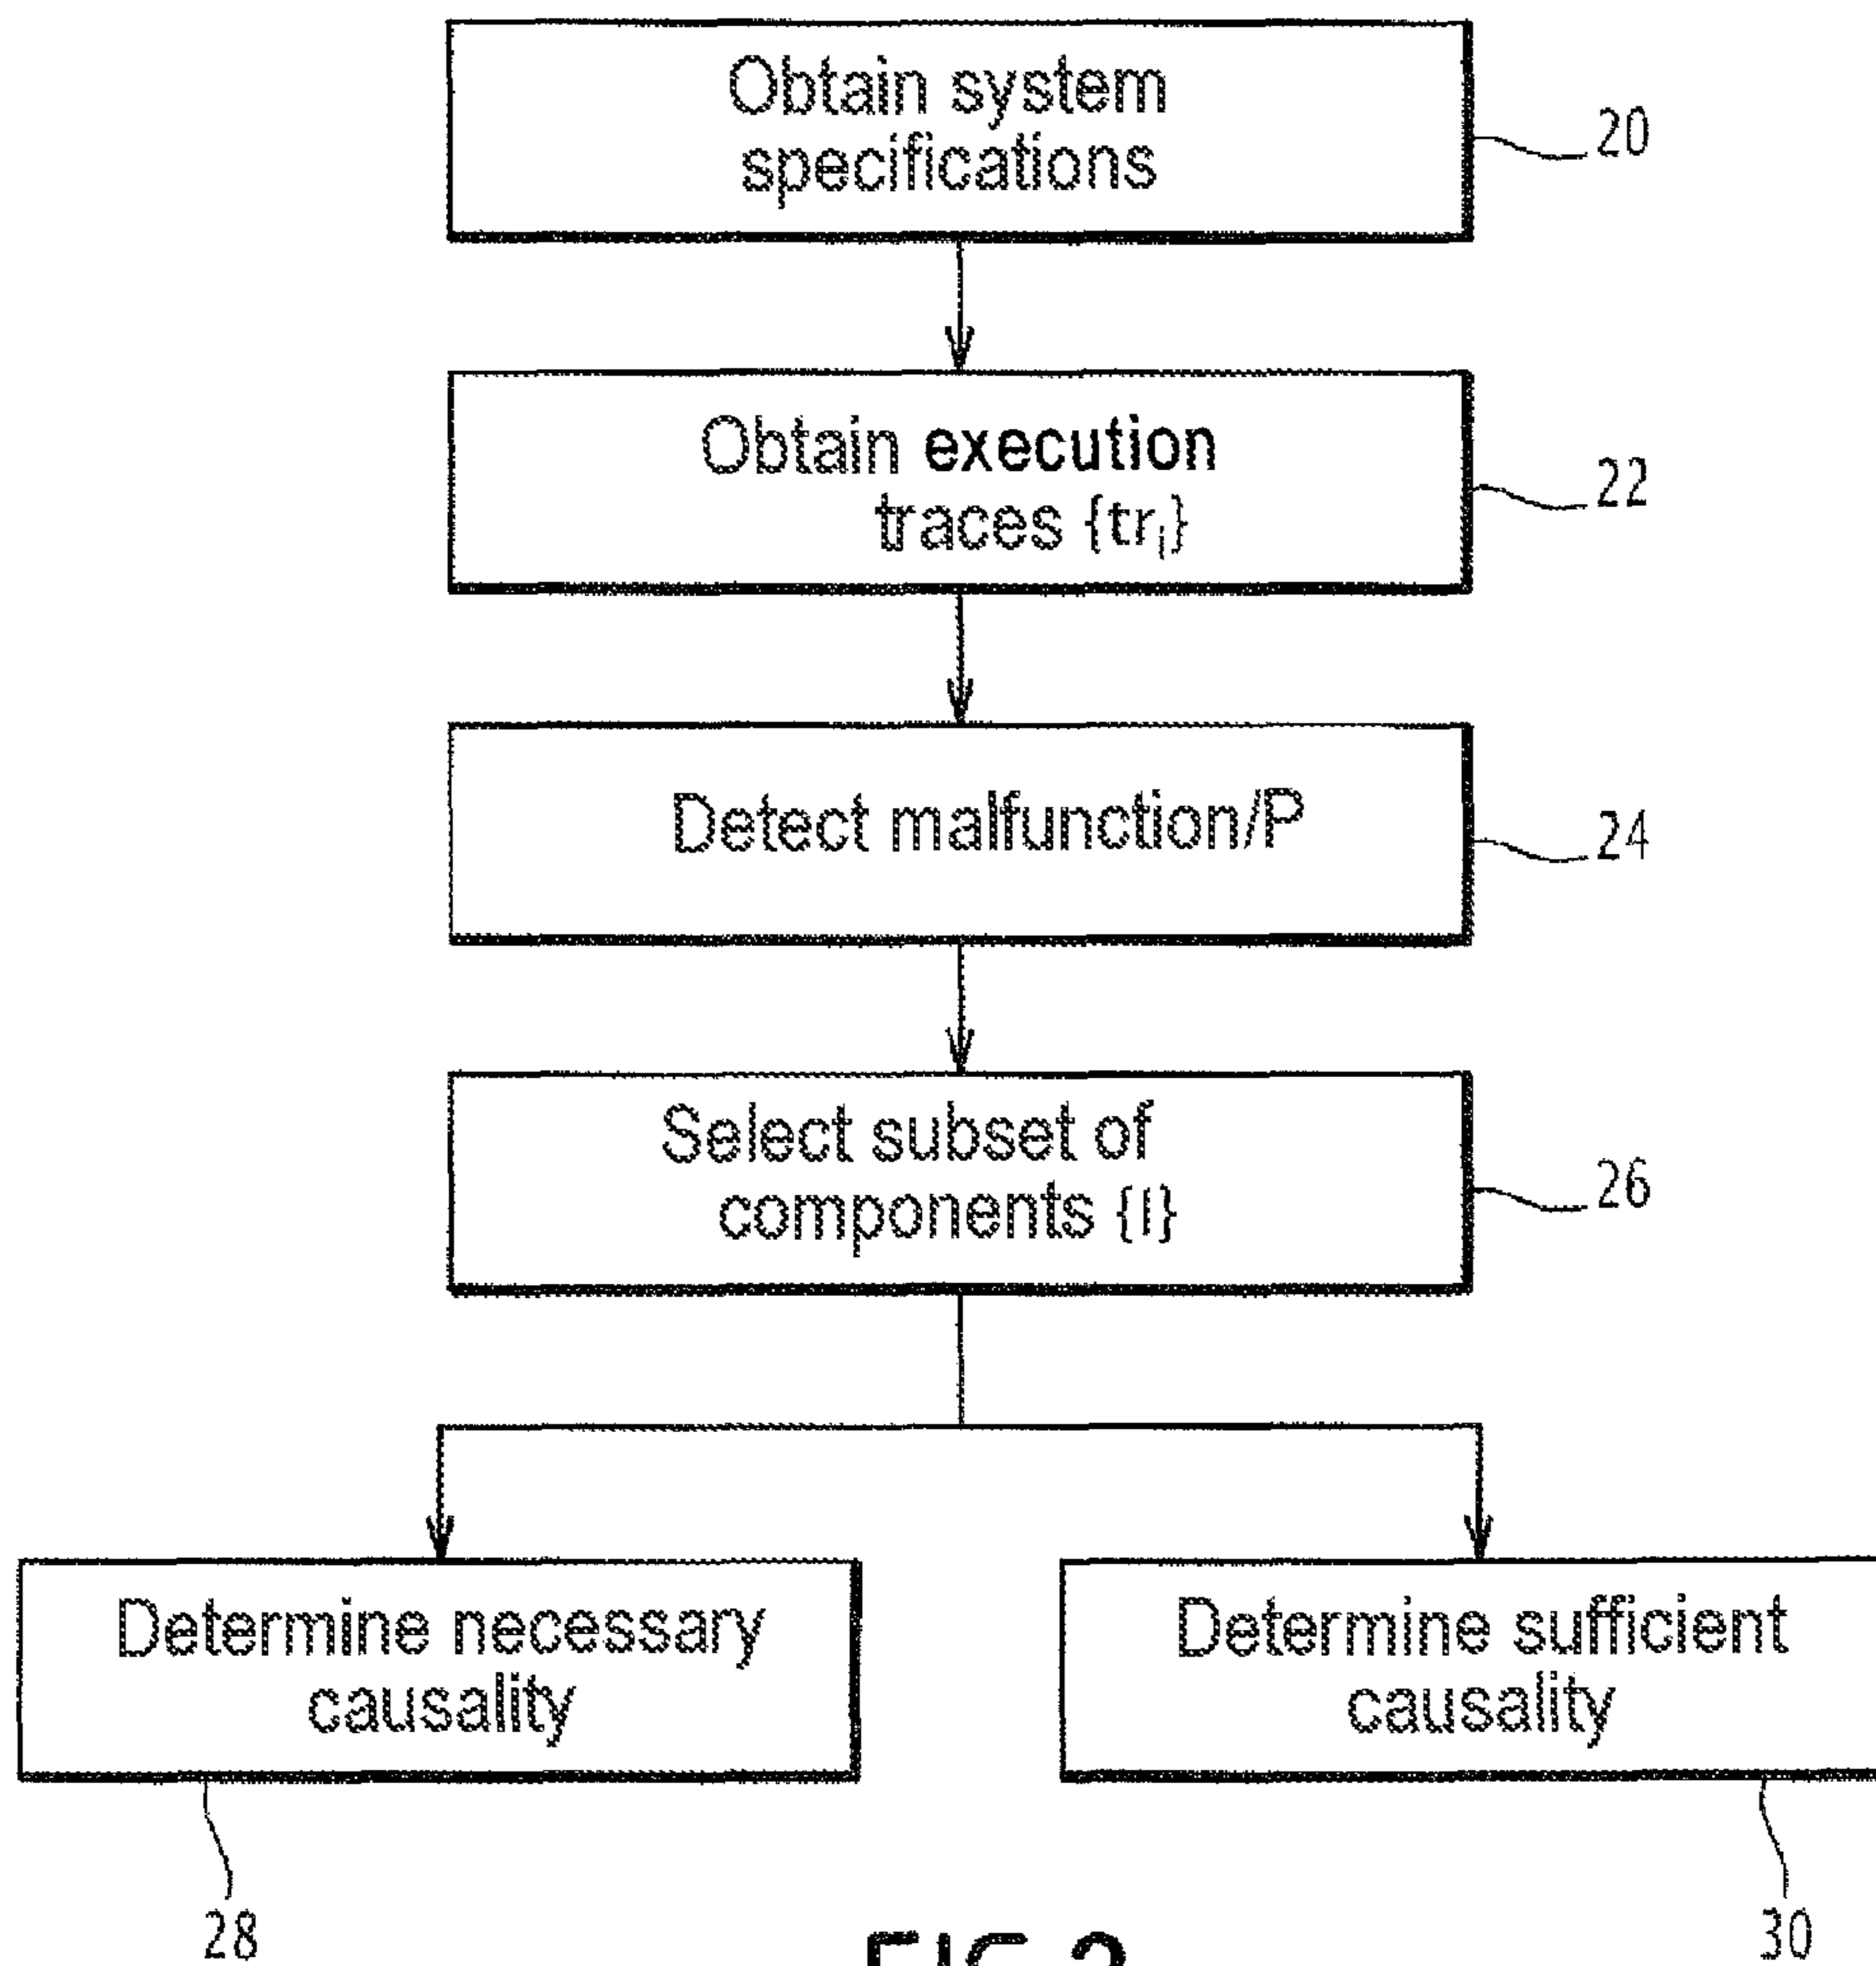 Obtain system
specifications
20
Obtain execution
traces {tri}
22
Detect malfunction/P
24
Select subset of
components {I}
26
Determine necessary
causality
Determine sufficient
causality
28
30